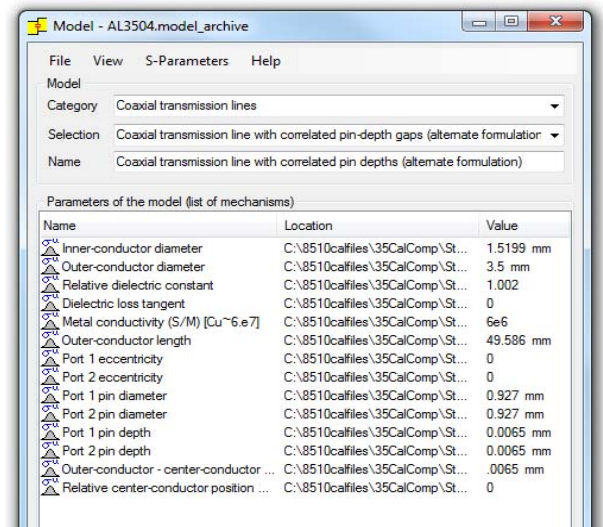 Model - AL3504.model_archive
File View S-Parameters Help
Model
Category Coaxial transmission lines
Selection Coaxial transmission line with correlated pin-depth gaps (alternate formulation
Name Coaxial transmission line with correlated pin depths (alternate formulation)
Parameters of the model (list of mechanisms)
Name Location Value
Inner-conductor diameter C:\8510calfiles\35CalComp\St... 1.5199 mm
Outer-conductor diameter C:\8510calfiles\35CalComp\St... 3.5 mm
Relative dielectric constant C:\8510calfiles\35CalComp\St... 1.002
Dielectric loss tangent C:\8510calfiles\35CalComp\St... 0
Metal conductivity (S/M) [Cu~6.e7] C:\8510calfiles\35CalComp\St... 6e6
Outer-conductor length C:\8510calfiles\35CalComp\St... 49.586 mm
Port 1 eccentricity C:\8510calfiles\35CalComp\St... 0
Port 2 eccentricity C:\8510calfiles\35CalComp\St... 0
Port 1 pin diameter C:\8510calfiles\35CalComp\St... 0.927 mm
Port 2 pin diameter C:\8510calfiles\35CalComp\St... 0.927 mm
Port 1 pin depth C:\8510calfiles\35CalComp\St... 0.0065 mm
Port 2 pin depth C:\8510calfiles\35CalComp\St... 0.0065 mm
Outer-conductor - center-conductor ... C:\8510calfiles\35CalComp\St... .0065 mm
Relative center-conductor position ... C:\8510calfiles\35CalComp\St... 0